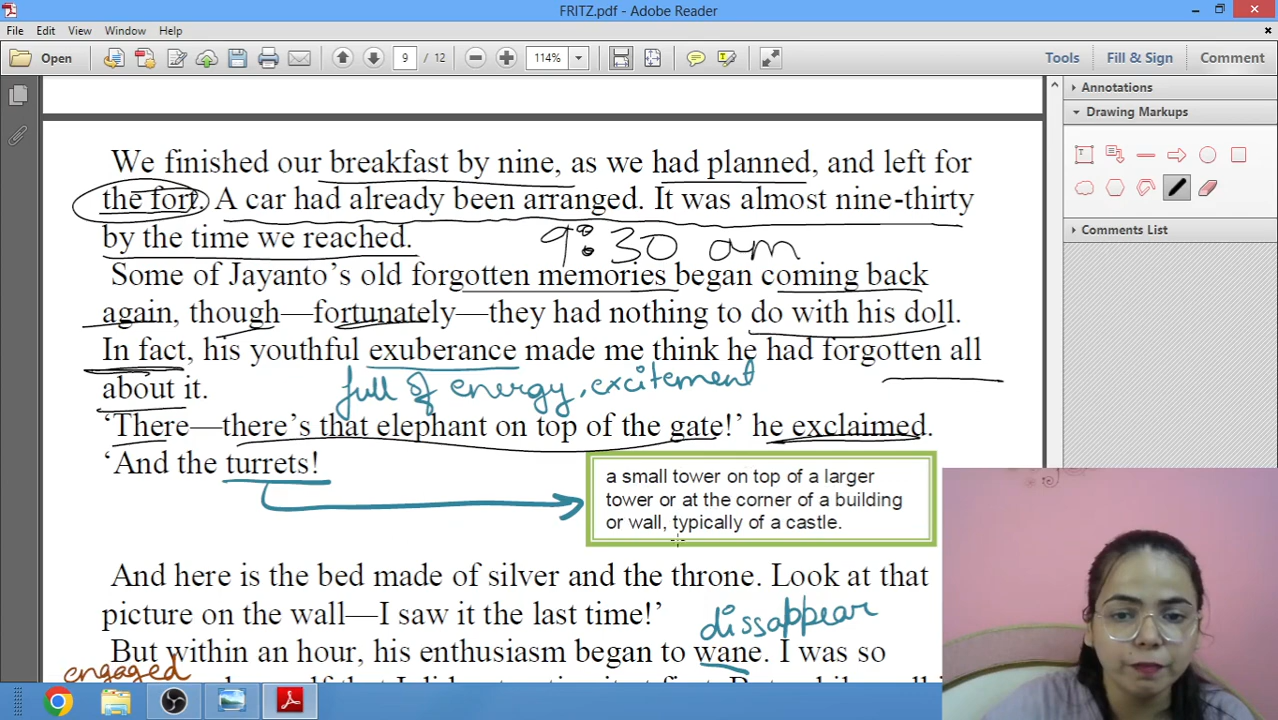 FRITZ.pdf - Adobe Reader
File Edit View Window Help
Open 9 / 12 114% Tools Fill & Sign Comment
Annotations
Drawing Markups
Comments List
We finished our breakfast by nine, as we had planned, and left for
the fort. A car had already been arranged. It was almost nine-thirty
by the time we reached.
9:30 am
Some of Jayanto’s old forgotten memories began coming back
again, though—fortunately—they had nothing to do with his doll.
In fact, his youthful exuberance made me think he had forgotten all
about it.
full of energy, excitement
‘There—there’s that elephant on top of the gate!’ he exclaimed.
‘And the turrets!
a small tower on top of a larger
tower or at the corner of a building
or wall, typically of a castle.
And here is the bed made of silver and the throne. Look at that
picture on the wall—I saw it the last time!’
dissappear
But within an hour, his enthusiasm began to wane. I was so
engaged